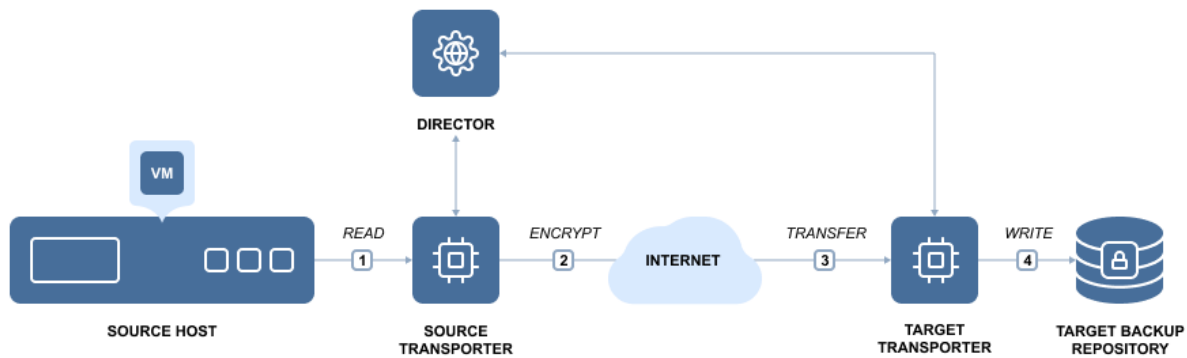 DIRECTOR
VM
READ
ENCRYPT
TRANSFER
WRITE
1
2
INTERNET
3
4
SOURCE HOST
SOURCE
TRANSPORTER
TARGET
TRANSPORTER
TARGET BACKUP
REPOSITORY